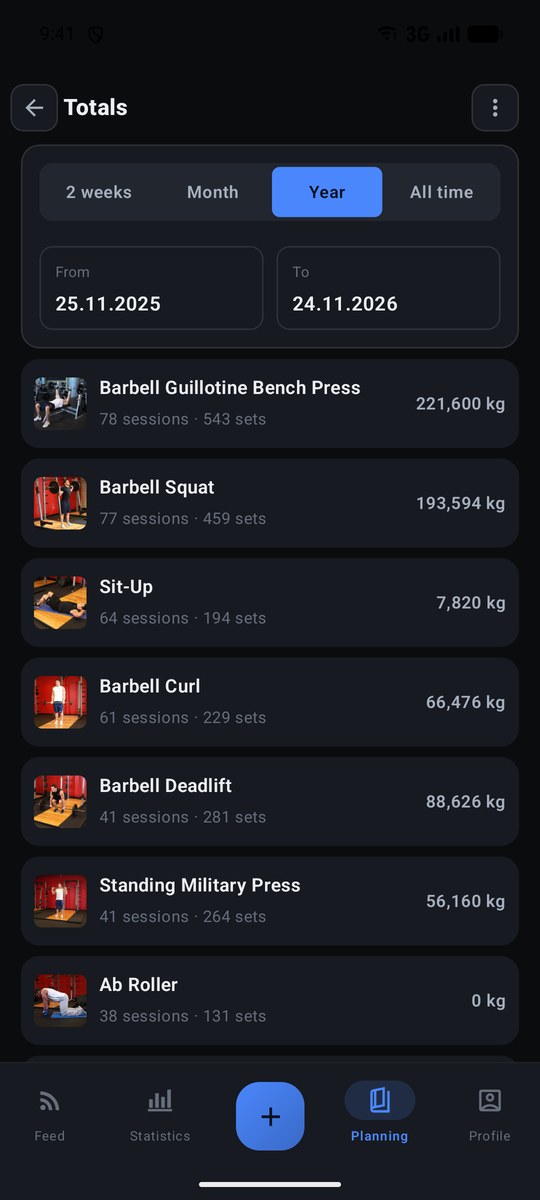 9:41
3G
Totals
2 weeks Month Year All time
From
25.11.2025
To
24.11.2026
Barbell Guillotine Bench Press
78 sessions · 543 sets
221,600 kg
Barbell Squat
77 sessions · 459 sets
193,594 kg
Sit-Up
64 sessions · 194 sets
7,820 kg
Barbell Curl
61 sessions · 229 sets
66,476 kg
Barbell Deadlift
41 sessions · 281 sets
88,626 kg
Standing Military Press
41 sessions · 264 sets
56,160 kg
Ab Roller
38 sessions · 131 sets
0 kg
Feed Statistics Planning Profile